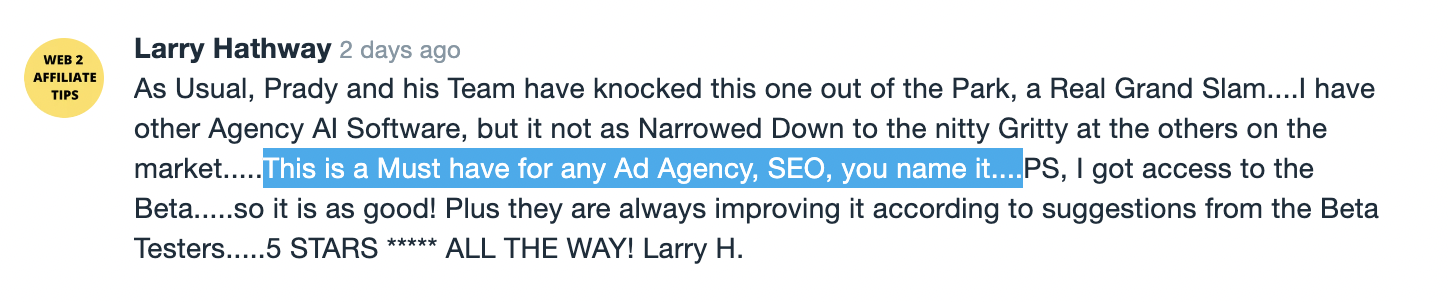 WEB 2
AFFILIATE
TIPS
Larry Hathway 2 days ago
As Usual, Prady and his Team have knocked this one out of the Park, a Real Grand Slam....I have
other Agency AI Software, but it not as Narrowed Down to the nitty Gritty at the others on the
market.....This is a Must have for any Ad Agency, SEO, you name it....PS, I got access to the
Beta.....so it is as good! Plus they are always improving it according to suggestions from the Beta
Testers.....5 STARS ***** ALL THE WAY! Larry H.